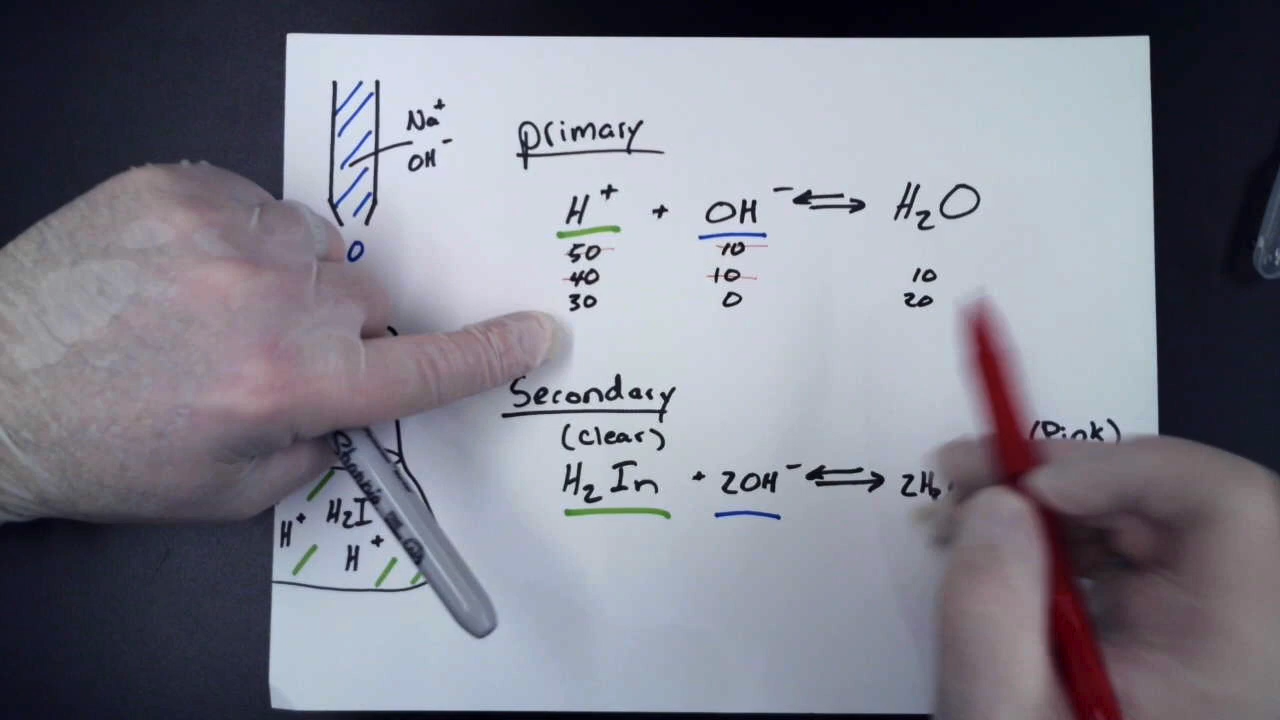 Na+
OH-
O
primary
H+ + OH- ⇌ H2O
50 10
40 10 10
30 0 20
Secondary
(Clear) (Pink)
H2In + 2OH- ⇌ 2H2
H2I
H+
H+